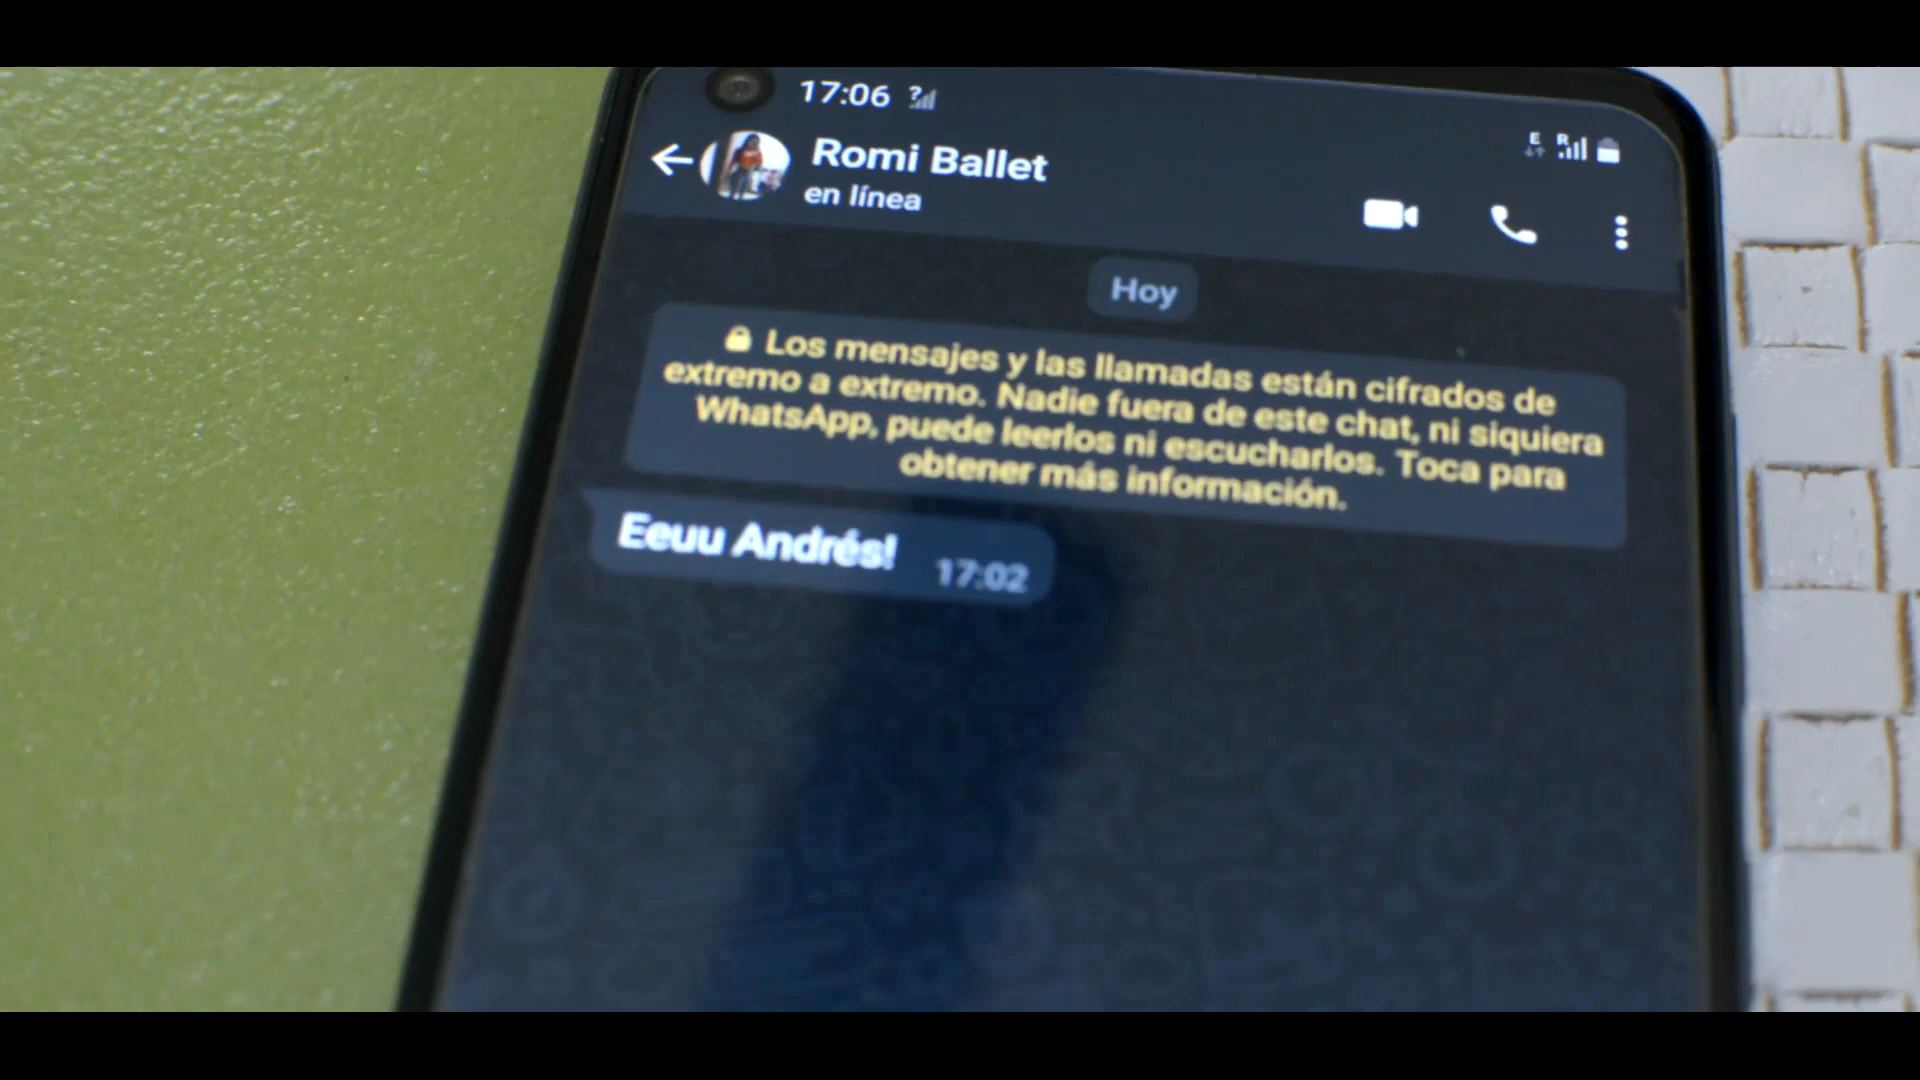 17:06
E R
Romi Ballet
en línea
Hoy
Los mensajes y las llamadas están cifrados de
extremo a extremo. Nadie fuera de este chat, ni siquiera
WhatsApp, puede leerlos ni escucharlos. Toca para
obtener más información.
Eeuu Andrés!
17:02